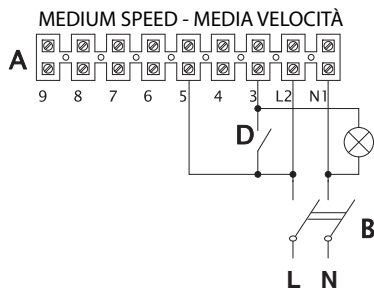 MEDIUM SPEED - MEDIA VELOCITÀ
A
9 8 7 6 5 4 3 L2 N1
D
B
L N